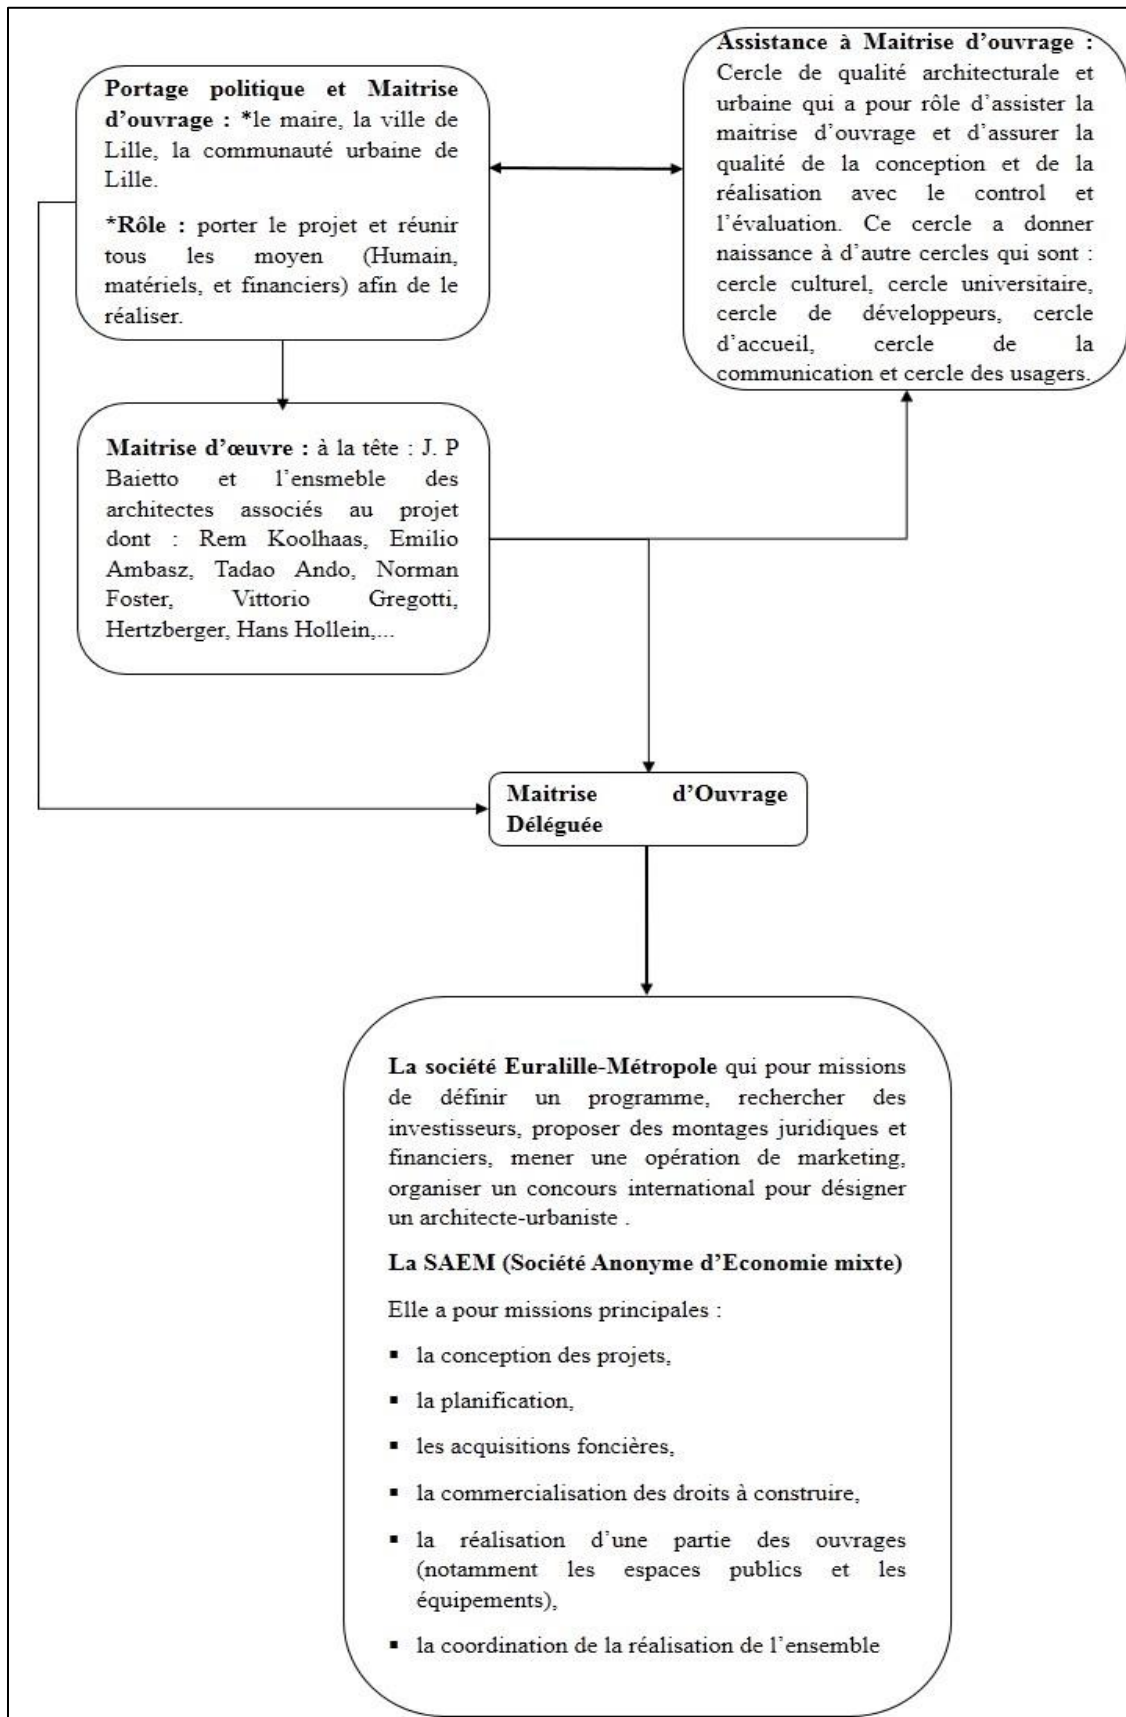 Portage politique et Maitrise
d’ouvrage : *le maire, la ville de
Lille, la communauté urbaine de
Lille.
*Rôle : porter le projet et réunir
tous les moyen (Humain,
matériels, et financiers) afin de le
réaliser.
Assistance à Maitrise d’ouvrage :
Cercle de qualité architecturale et
urbaine qui a pour rôle d’assister la
maitrise d’ouvrage et d’assurer la
qualité de la conception et de la
réalisation avec le control et
l’évaluation. Ce cercle a donner
naissance à d’autre cercles qui sont :
cercle culturel, cercle universitaire,
cercle de développeurs, cercle
d’accueil, cercle de la
communication et cercle des usagers.
Maitrise d’œuvre : à la tête : J. P
Baietto et l’ensmeble des
architectes associés au projet
dont : Rem Koolhaas, Emilio
Ambasz, Tadao Ando, Norman
Foster, Vittorio Gregotti,
Hertzberger, Hans Hollein,...
Maitrise d’Ouvrage
Déléguée
La société Euralille-Métropole qui pour missions
de définir un programme, rechercher des
investisseurs, proposer des montages juridiques et
financiers, mener une opération de marketing,
organiser un concours international pour désigner
un architecte-urbaniste .
La SAEM (Société Anonyme d’Economie mixte)
Elle a pour missions principales :
▪ la conception des projets,
▪ la planification,
▪ les acquisitions foncières,
▪ la commercialisation des droits à construire,
▪ la réalisation d’une partie des ouvrages
(notamment les espaces publics et les
équipements),
▪ la coordination de la réalisation de l’ensemble